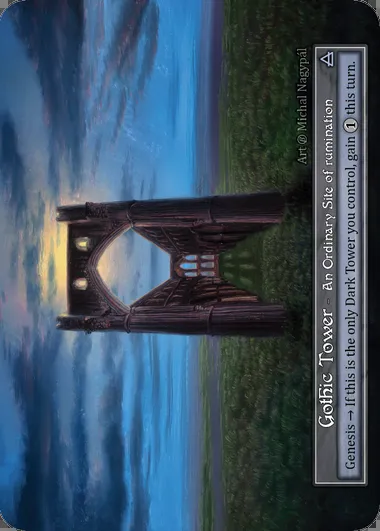 Art @ Michal Nagypál
Gothic Tower – An Ordinary Site of rumination
Genesis → If this is the only Dark Tower you control, gain ① this turn.